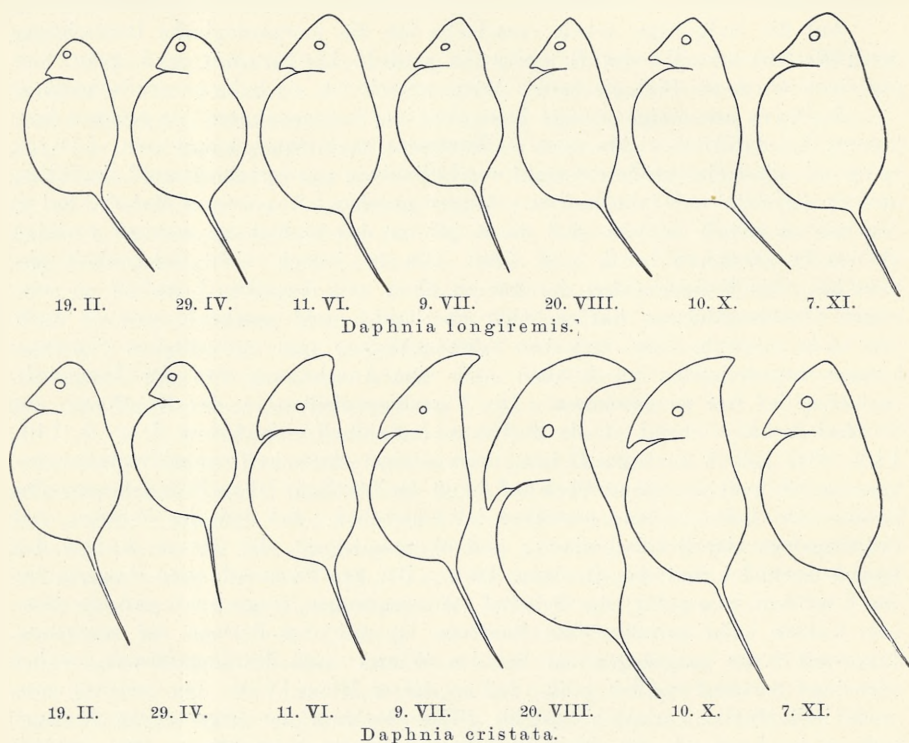 19. II. 29. IV. 11. VI. 9. VII. 20. VIII. 10. X. 7. XI.
Daphnia longiremis.
19. II. 29. IV. 11. VI. 9. VII. 20. VIII. 10. X. 7. XI.
Daphnia cristata.